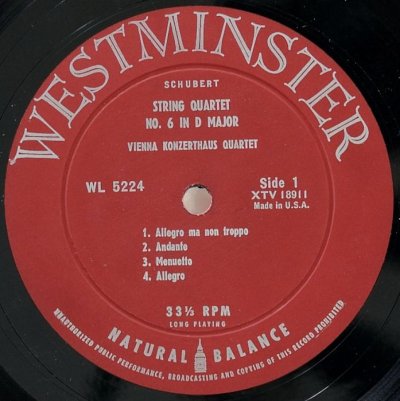 WESTMINSTER
SCHUBERT
STRING QUARTET
NO. 6 IN D MAJOR
VIENNA KONZERTHAUS QUARTET
WL 5224
Side 1
XTV 18911
Made in U.S.A.
1. Allegro ma non troppo
2. Andante
3. Menuetto
4. Allegro
33⅓ RPM
LONG PLAYING
NATURAL BALANCE
UNAUTHORIZED PUBLIC PERFORMANCE, BROADCASTING AND COPYING OF THIS RECORD PROHIBITED